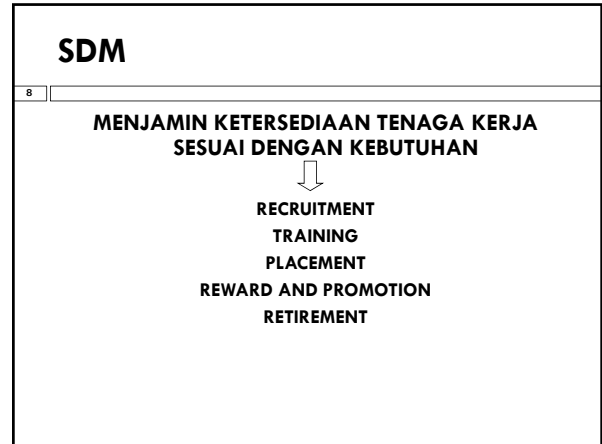 SDM
8
MENJAMIN KETERSEDIAAN TENAGA KERJA
SESUAI DENGAN KEBUTUHAN
RECRUITMENT
TRAINING
PLACEMENT
REWARD AND PROMOTION
RETIREMENT